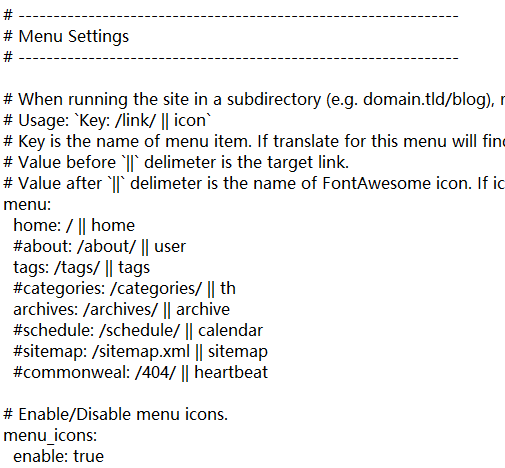 # ---------------------------------------------------------------
# Menu Settings
# ---------------------------------------------------------------
# When running the site in a subdirectory (e.g. domain.tld/blog),
# Usage: `Key: /link/ || icon`
# Key is the name of menu item. If translate for this menu will
# Value before `||` delimeter is the target link.
# Value after `||` delimeter is the name of FontAwesome icon. If
menu:
  home: / || home
  #about: /about/ || user
  tags: /tags/ || tags
  #categories: /categories/ || th
  archives: /archives/ || archive
  #schedule: /schedule/ || calendar
  #sitemap: /sitemap.xml || sitemap
  #commonweal: /404/ || heartbeat
# Enable/Disable menu icons.
menu_icons:
  enable: true